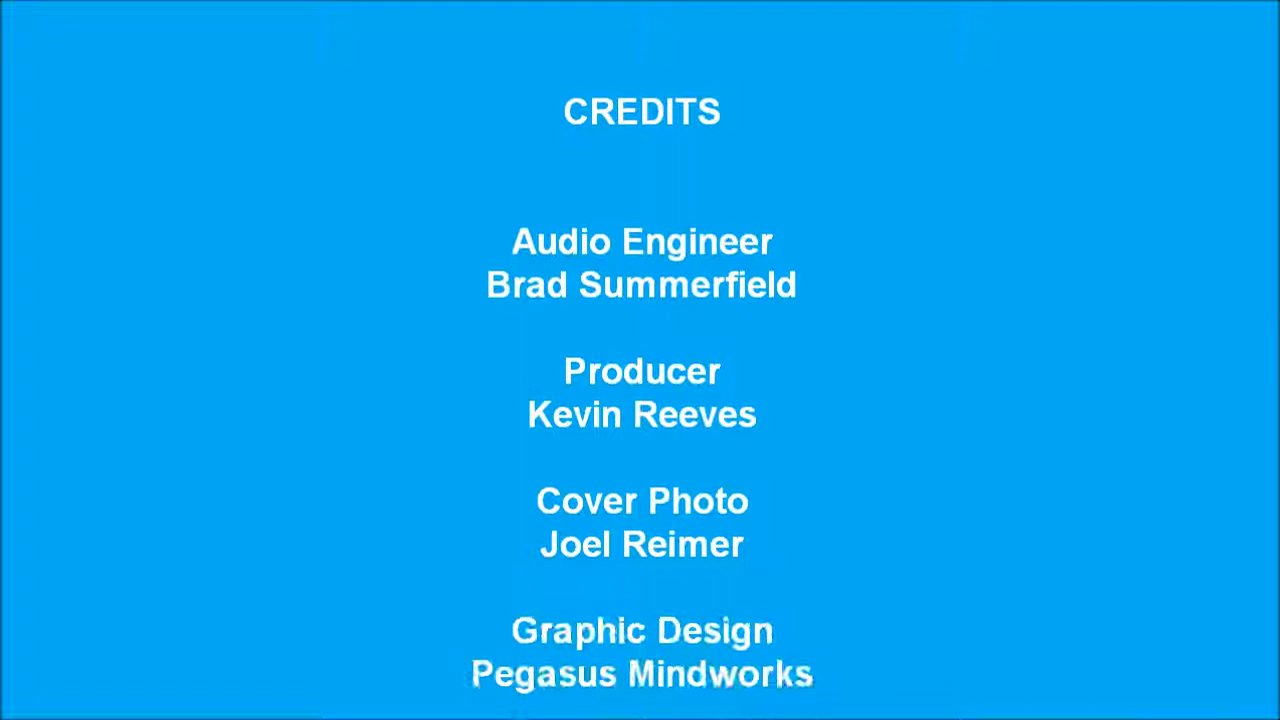 CREDITS
Audio Engineer
Brad Summerfield
Producer
Kevin Reeves
Cover Photo
Joel Reimer
Graphic Design
Pegasus Mindworks